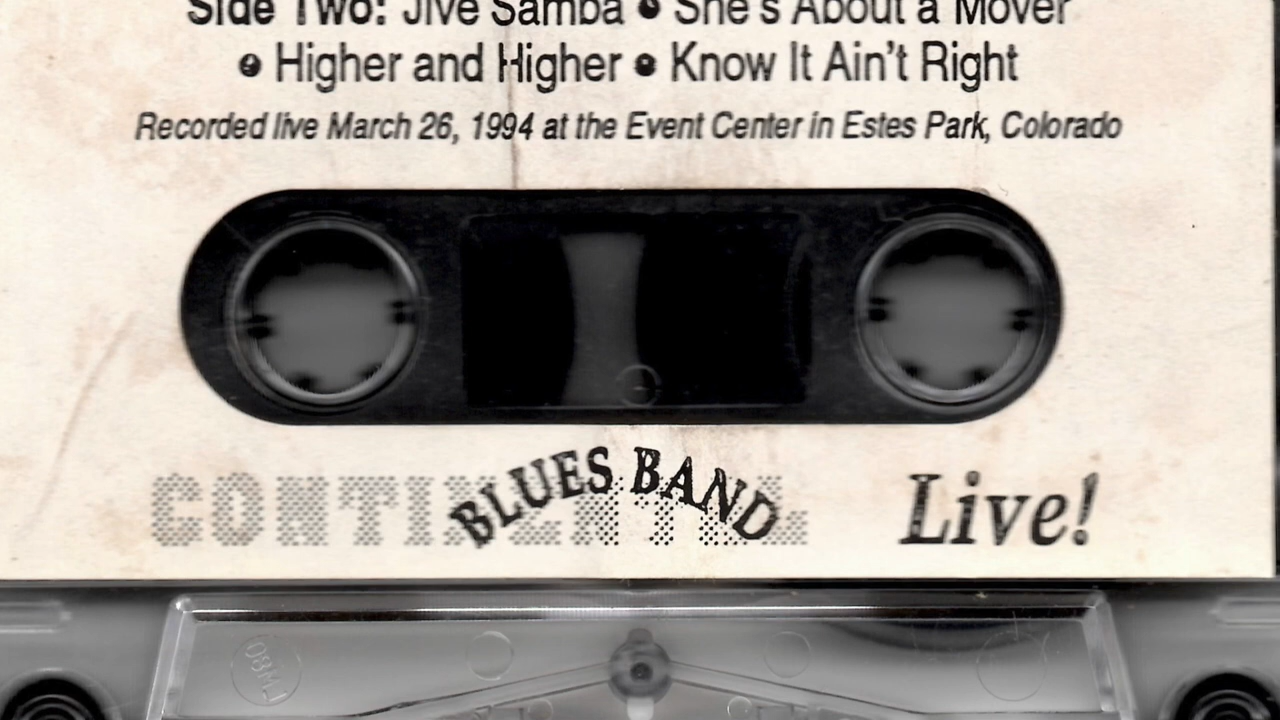 Side Two: Jive Samba • She's About a Mover
• Higher and Higher • Know It Ain't Right
Recorded live March 26, 1994 at the Event Center in Estes Park, Colorado
BLUES BAND
CONTINENTAL
Live!